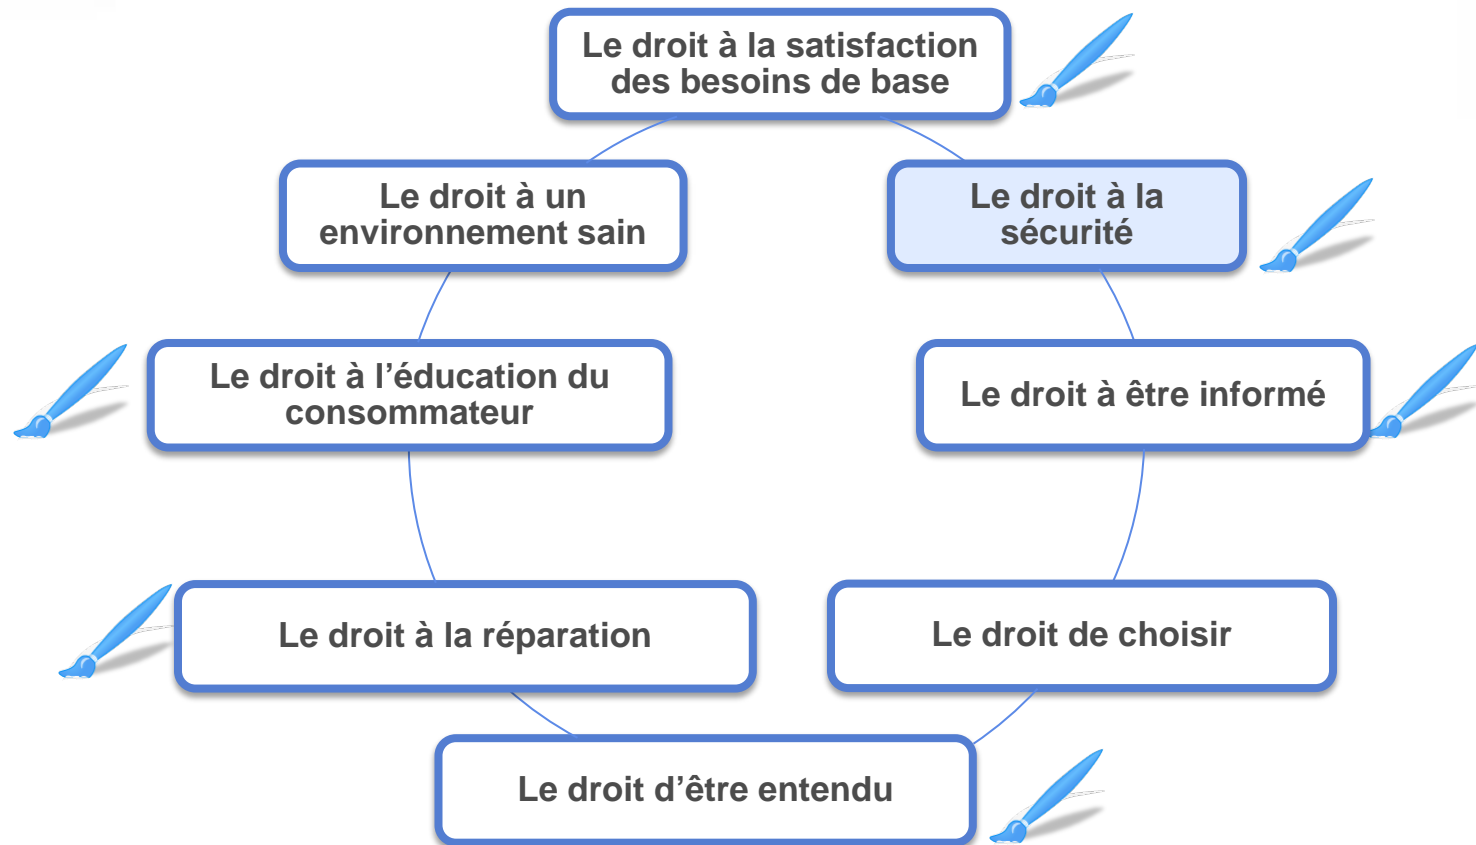 Le droit à la satisfaction
des besoins de base
Le droit à un
environnement sain
Le droit à la
sécurité
Le droit à l’éducation du
consommateur
Le droit à être informé
Le droit à la réparation
Le droit de choisir
Le droit d’être entendu